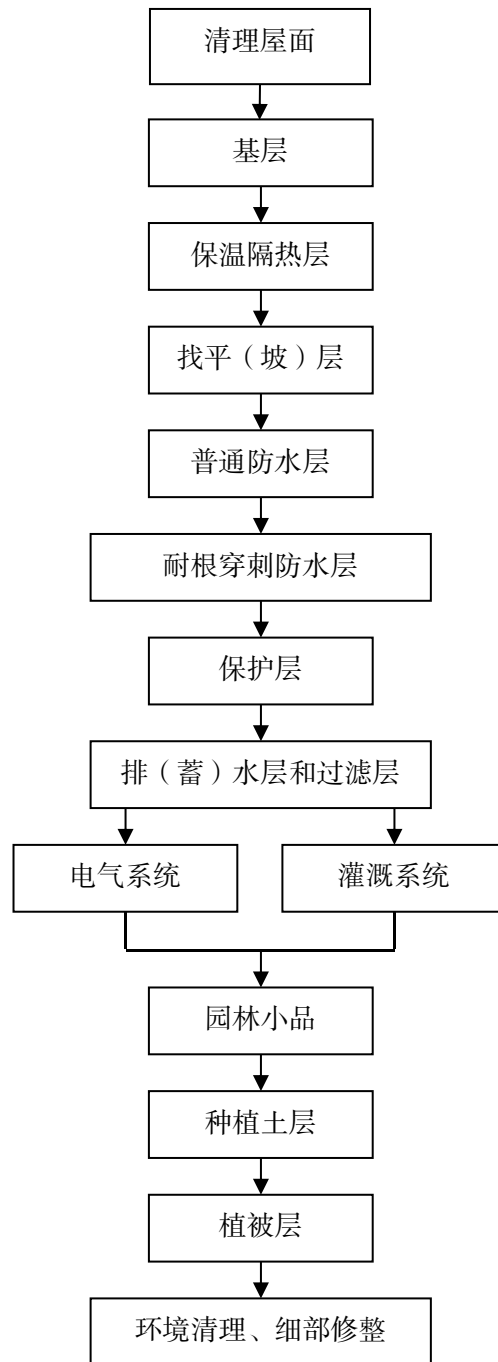 清理屋面
基层
保温隔热层
找平（坡）层
普通防水层
耐根穿刺防水层
保护层
排（蓄）水层和过滤层
电气系统
灌溉系统
园林小品
种植土层
植被层
环境清理、细部修整